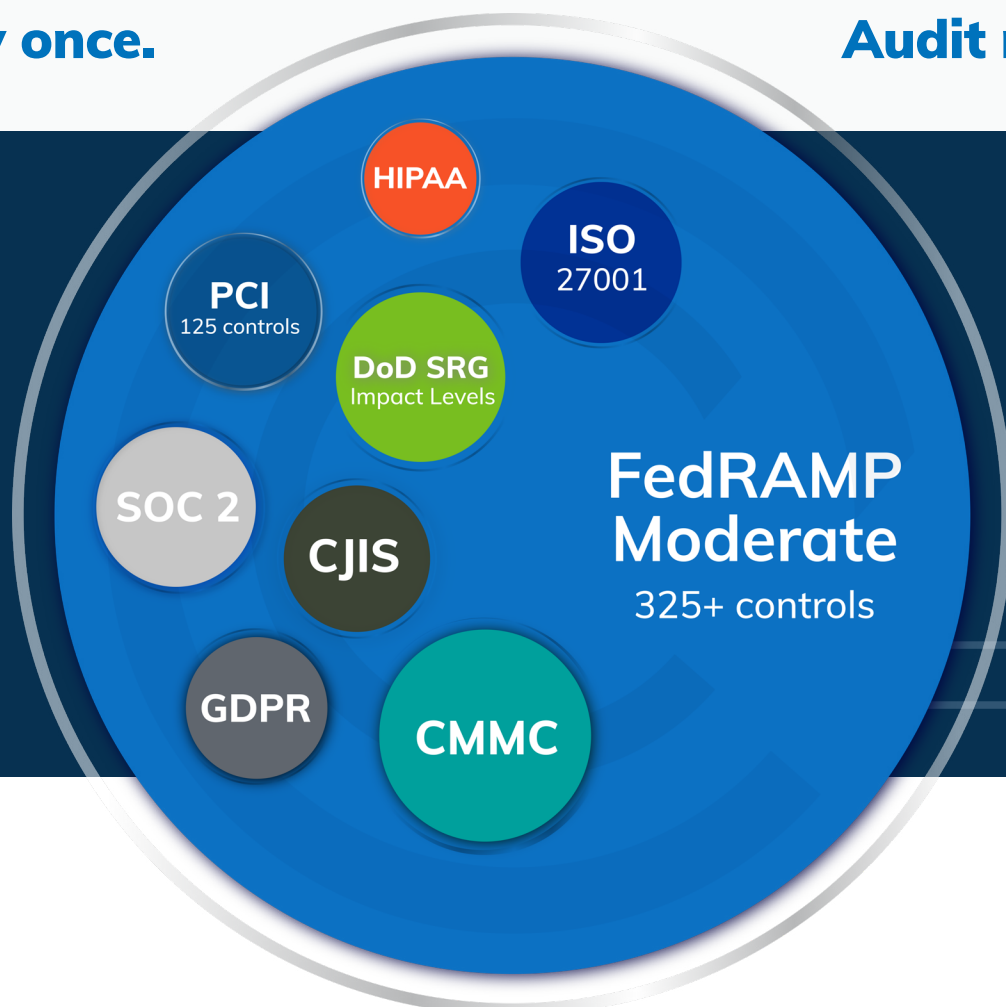 once.
Audit
HIPAA
ISO
27001
PCI
125 controls
DoD SRG
Impact Levels
FedRAMP
Moderate
325+ controls
SOC 2
CJIS
GDPR
CMMC